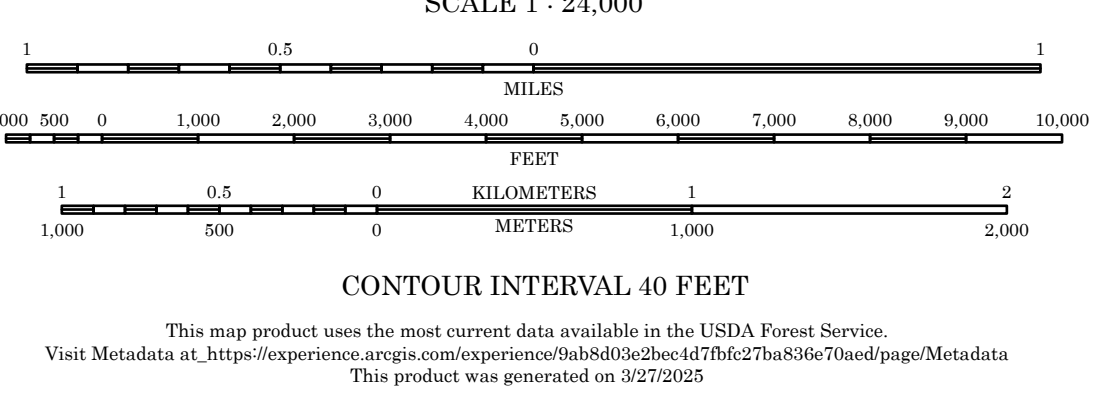 SCALE 1 : 24,000
1 0.5 0 1
MILES
000 500 0 1,000 2,000 3,000 4,000 5,000 6,000 7,000 8,000 9,000 10,000
FEET
1 0.5 0 KILOMETERS 1 2
1,000 500 0 METERS 1,000 2,000
CONTOUR INTERVAL 40 FEET
This map product uses the most current data available in the USDA Forest Service.
Visit Metadata at_https://experience.arcgis.com/experience/9ab8d03e2bec4d7fbfc27ba836e70aed/page/Metadata
This product was generated on 3/27/2025